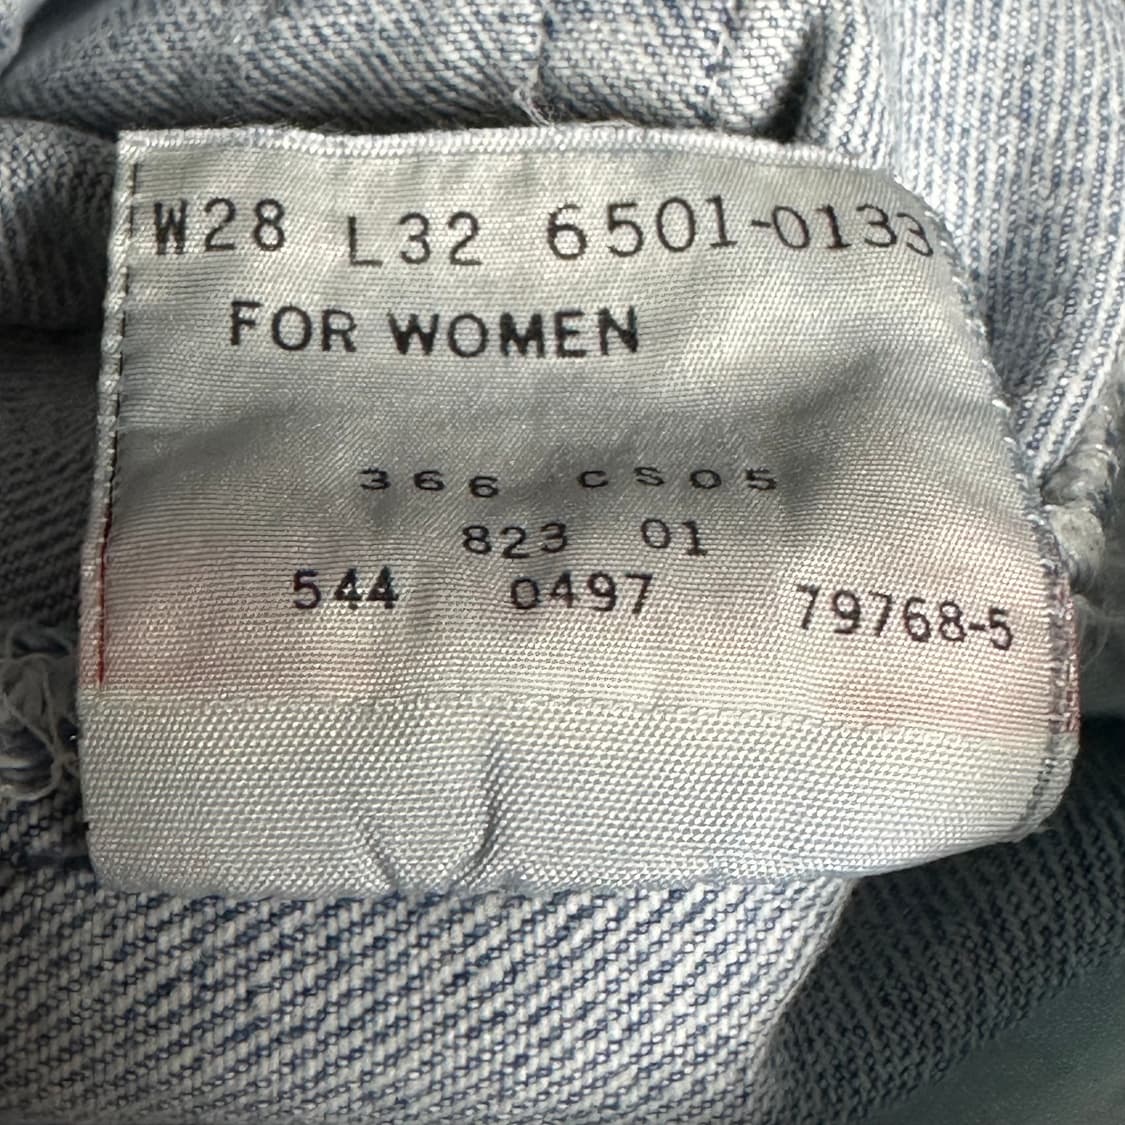 W28 L32 6501-0133
FOR WOMEN
366 CS05
823 01
544 0497 79768-5